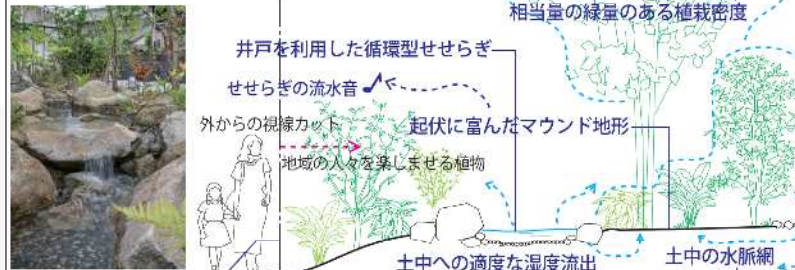 相当量の緑量のある植栽密度
井戸を利用した循環型せせらぎ
せせらぎの流水音
外からの視線カット
起伏に富んだマウンド地形
地域の人々を楽しませる植物
土中への適度な湿度流出
土中の水脈網